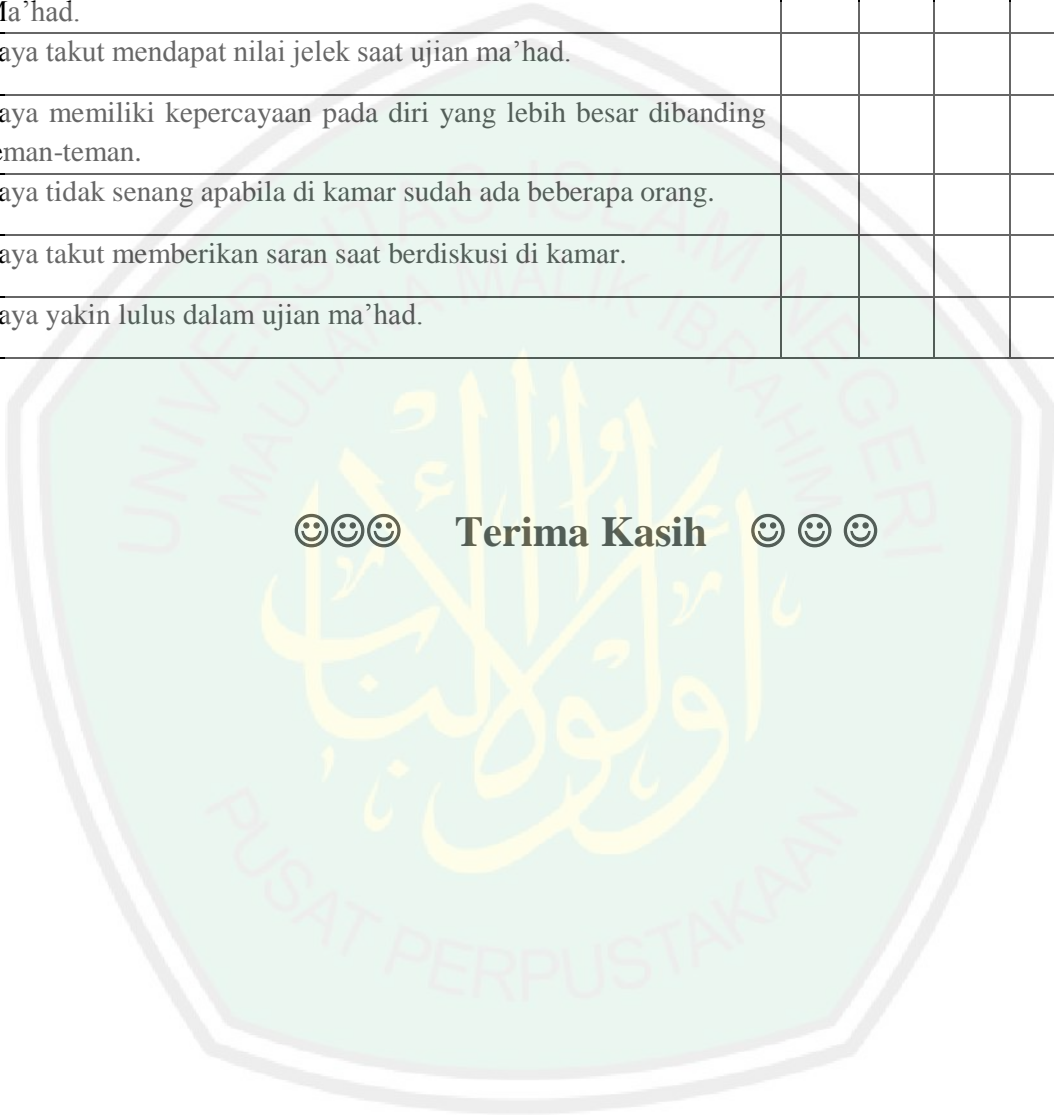 Ma’had.
aya takut mendapat nilai jelek saat ujian ma’had.
aya memiliki kepercayaan pada diri yang lebih besar dibanding
eman-teman.
aya tidak senang apabila di kamar sudah ada beberapa orang.
aya takut memberikan saran saat berdiskusi di kamar.
aya yakin lulus dalam ujian ma’had.
☺☺☺ Terima Kasih ☺ ☺ ☺
UNIVERSITAS ISLAM NEGERI
MAULANA MALIK IBRAHIM
أولوا الألباب
PUSAT PERPUSTAKAAN